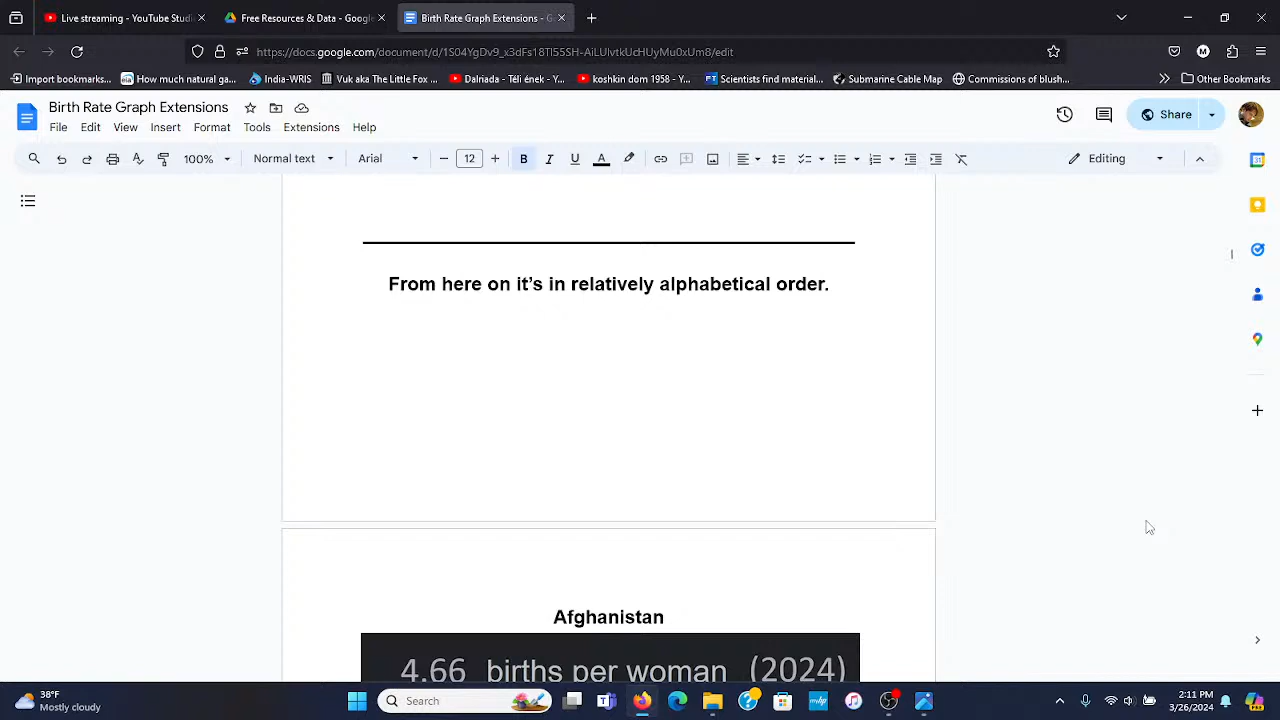 Live streaming - YouTube Studi
Free Resources & Data - Google
Birth Rate Graph Extensions - G
https://docs.google.com/document/d/1S04YgDv9_x3dFs18Tl55SH-AiLUlvtkUcHUyMu0xUm8/edit
Import bookmarks...
eia
How much natural ga...
India-WRIS
Vuk aka The Little Fox ...
Dalriada - Téli ének - Y...
koshkin dom 1958 - Y...
Scientists find material...
Submarine Cable Map
Commissions of blush...
Other Bookmarks
Birth Rate Graph Extensions
File Edit View Insert Format Tools Extensions Help
Share
100% Normal text Arial 12 B I U A Editing
From here on it’s in relatively alphabetical order.
Afghanistan
4.66 births per woman (2024)
38°F
Mostly cloudy
Search
2:11 PM
3/26/2024